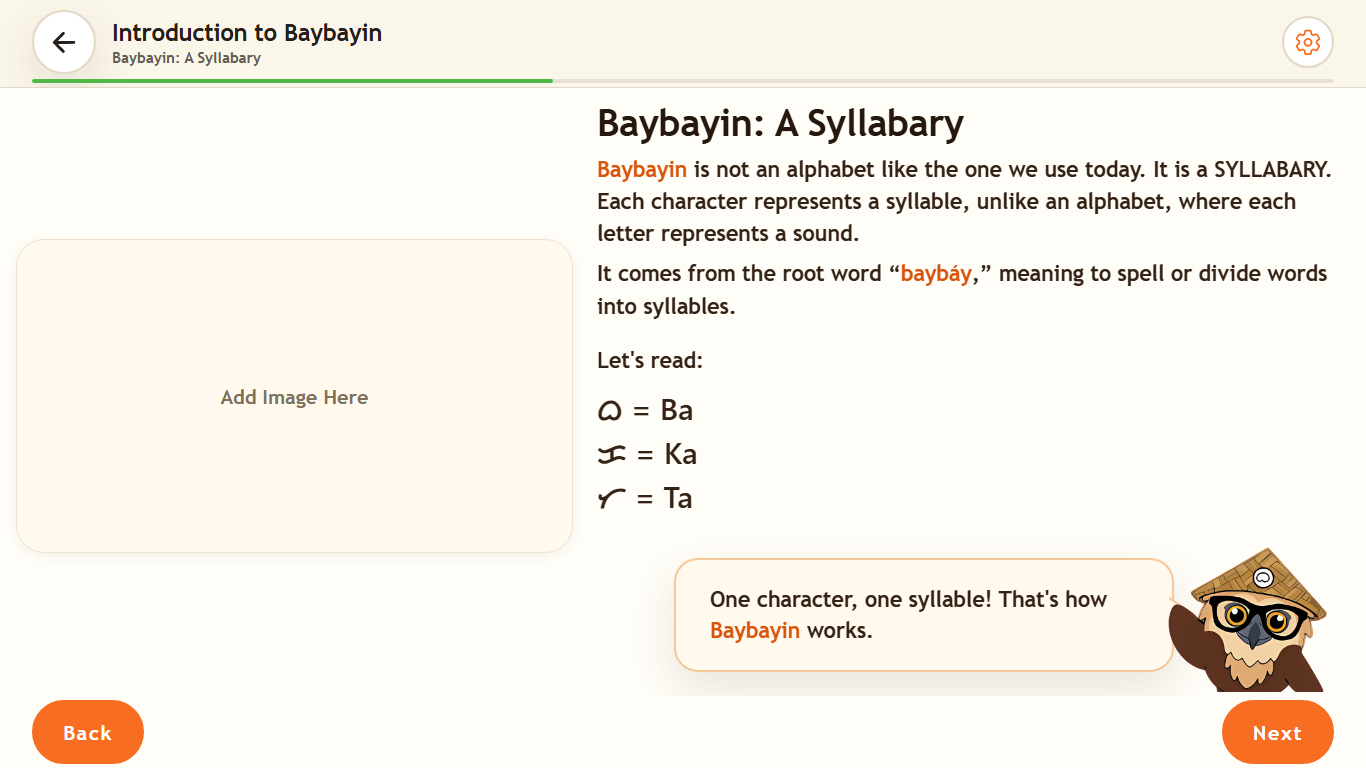 Introduction to Baybayin
Baybayin: A Syllabary
Baybayin: A Syllabary
Baybayin is not an alphabet like the one we use today. It is a SYLLABARY.
Each character represents a syllable, unlike an alphabet, where each
letter represents a sound.
It comes from the root word “baybáy,” meaning to spell or divide words
into syllables.
Add Image Here
Let's read:
ᜊ = Ba
ᜃ = Ka
ᜆ = Ta
One character, one syllable! That's how
Baybayin works.
ᜊ
Back
Next